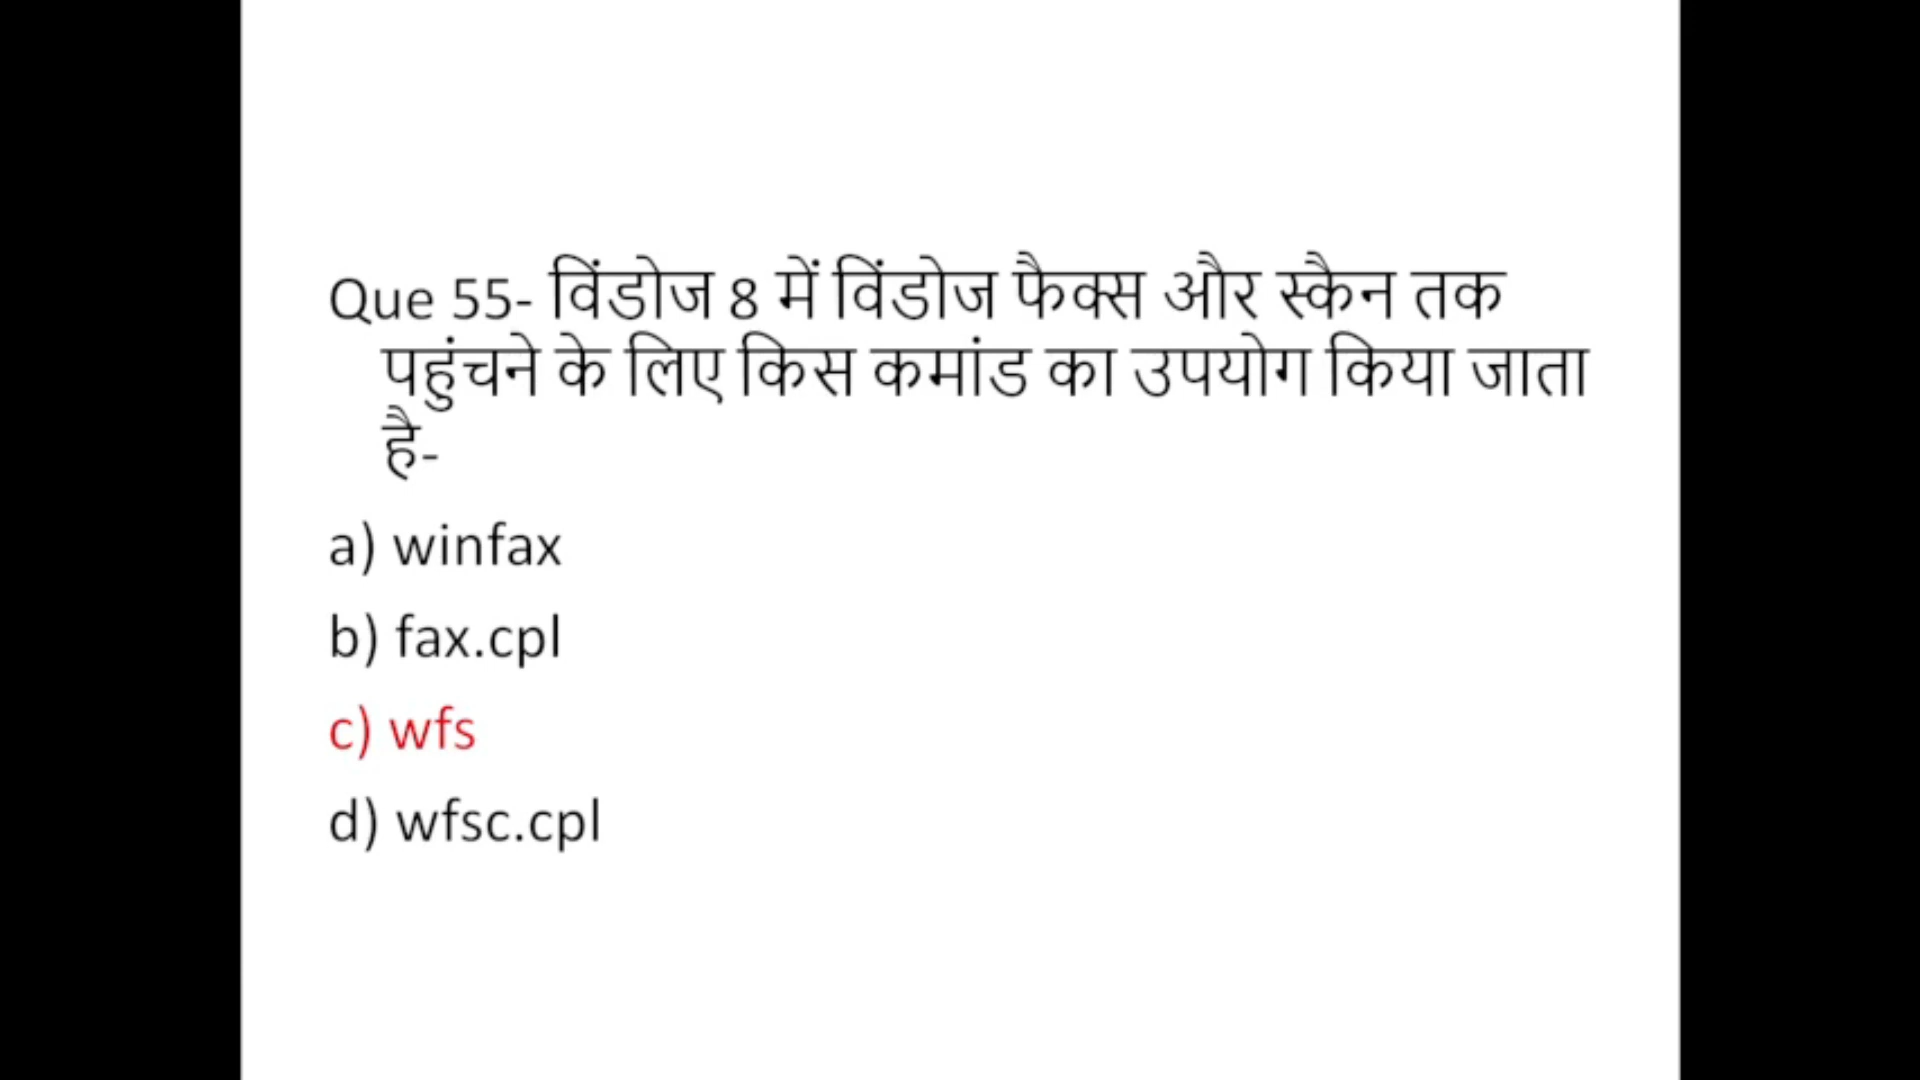 Que 55- विंडोज 8 में विंडोज फैक्स और स्कैन तक
पहुंचने के लिए किस कमांड का उपयोग किया जाता
है-
a) winfax
b) fax.cpl
c) wfs
d) wfsc.cpl